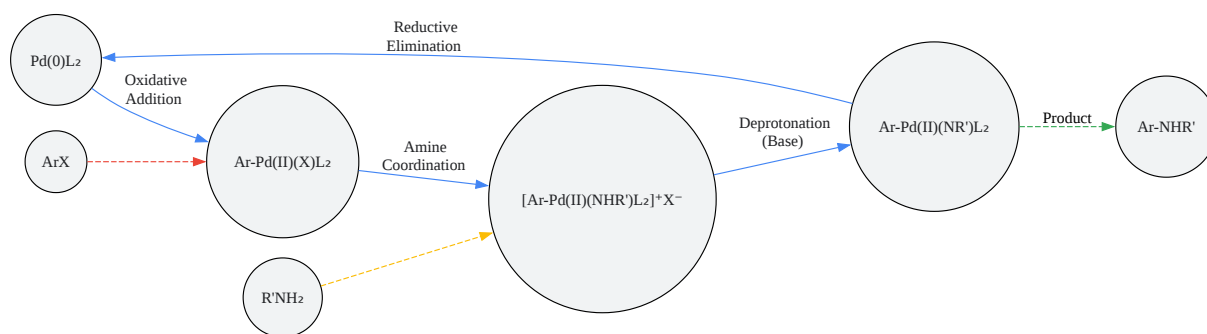 Reductive
Elimination
Pd(0)L₂
Oxidative
Addition
ArX
Ar-Pd(II)(X)L₂
Amine
Coordination
R'NH₂
[Ar-Pd(II)(NHR')L₂]⁺X⁻
Deprotonation
(Base)
Ar-Pd(II)(NR')L₂
Product
Ar-NHR'